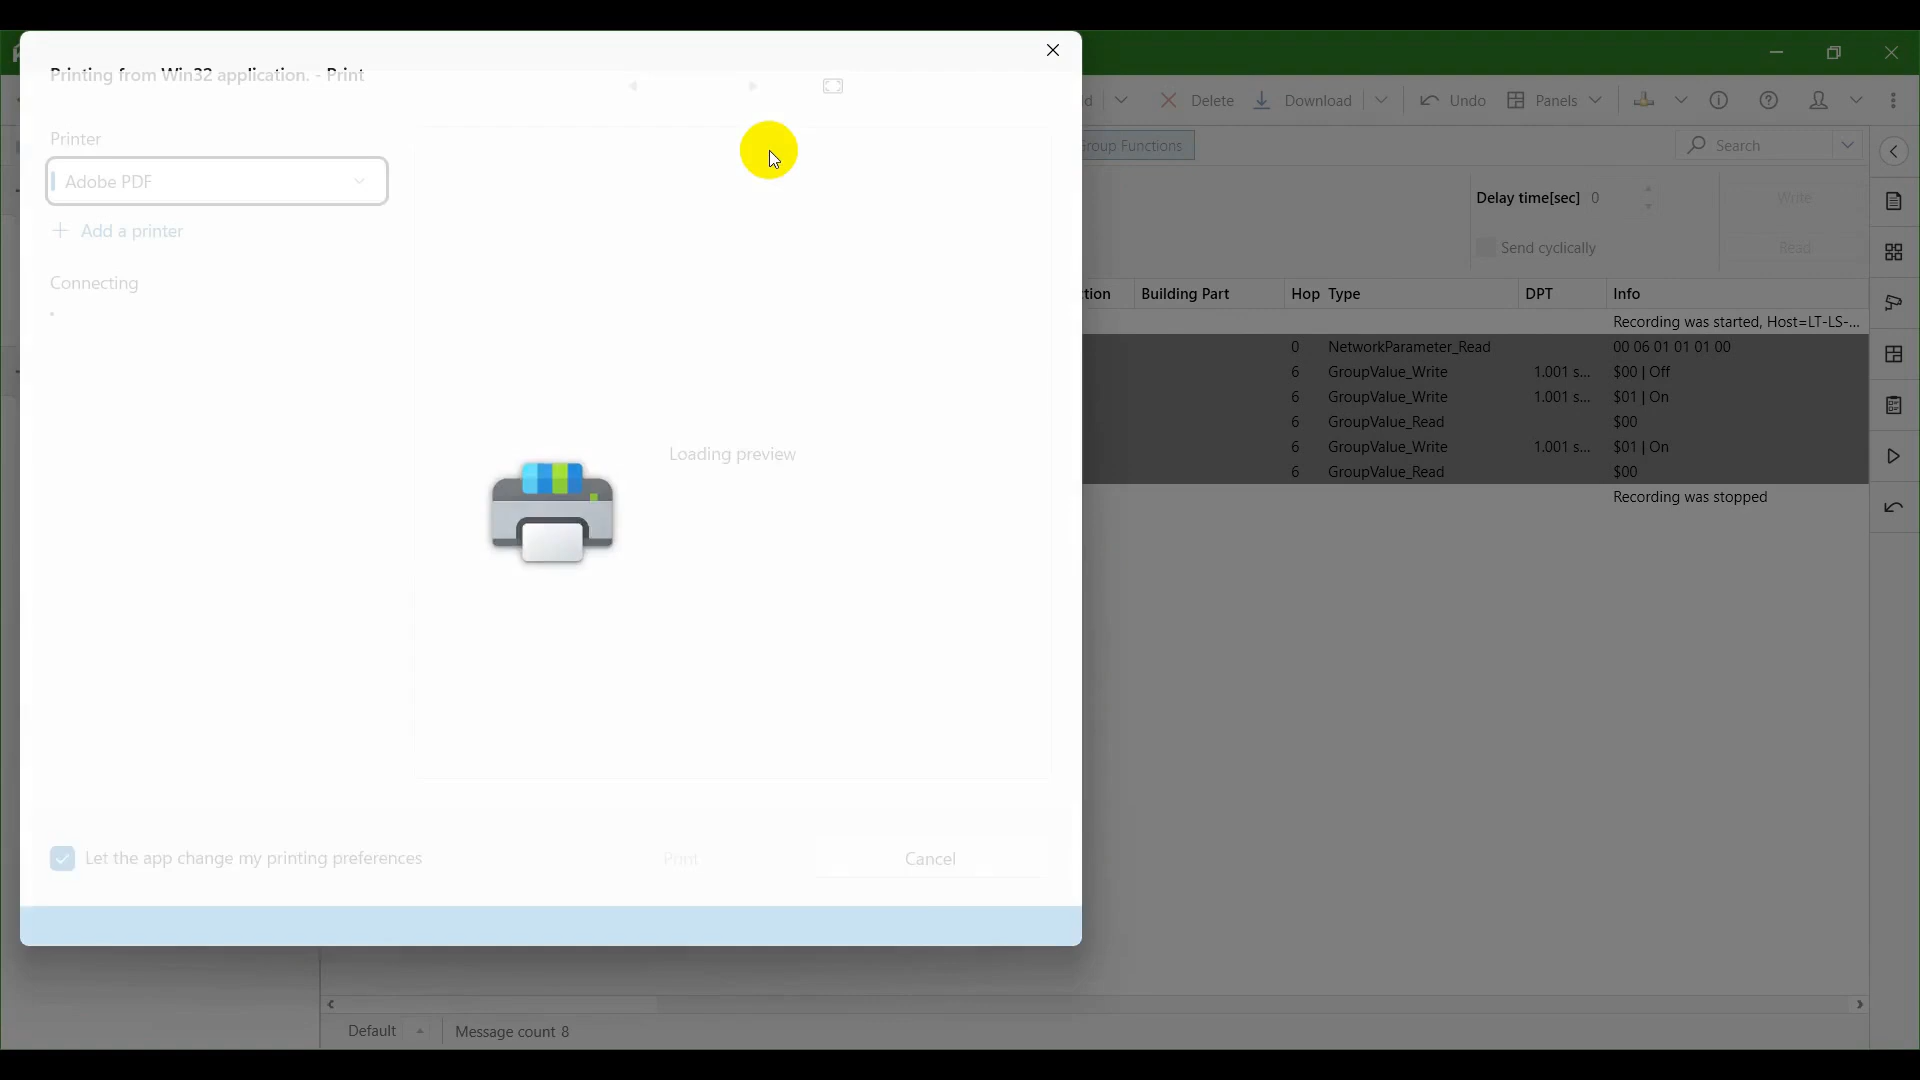 Printing from Win32 application. - Print
Printer
Adobe PDF
Add a printer
Connecting
Loading preview
Let the app change my printing preferences
Print
Cancel
Delete
Download
Undo
Panels
Group Functions
Search
Delay time[sec] 0
Write
Send cyclically
Read
Building Part Hop Type DPT Info
Recording was started, Host=LT-LS-...
0 NetworkParameter_Read 00 06 01 01 01 00
6 GroupValue_Write 1.001 s... $00 | Off
6 GroupValue_Write 1.001 s... $01 | On
6 GroupValue_Read $00
6 GroupValue_Write 1.001 s... $01 | On
6 GroupValue_Read $00
Recording was stopped
Default
Message count 8